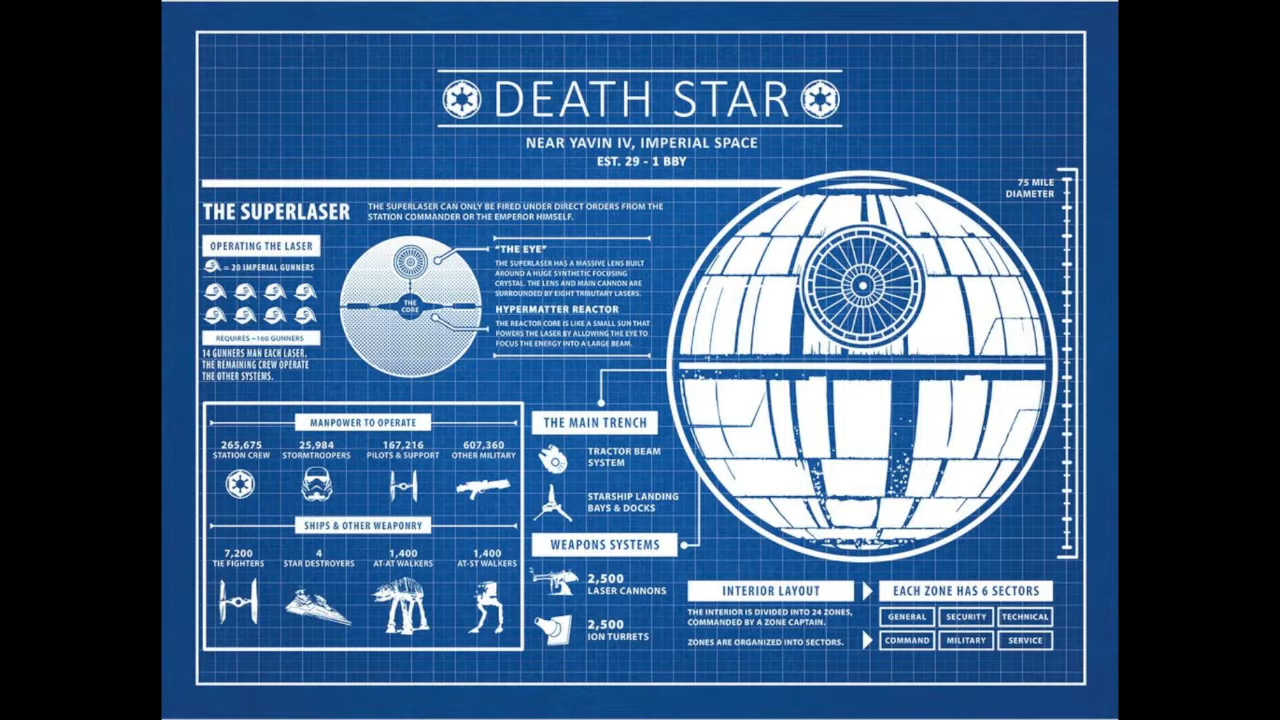 DEATH STAR
NEAR YAVIN IV, IMPERIAL SPACE
EST. 29 - 1 BBY
75 MILE
DIAMETER
THE SUPERLASER
THE SUPERLASER CAN ONLY BE FIRED UNDER DIRECT ORDERS FROM THE
STATION COMMANDER OR THE EMPEROR HIMSELF.
OPERATING THE LASER
= 20 IMPERIAL GUNNERS
REQUIRES ~160 GUNNERS
14 GUNNERS MAN EACH LASER.
THE REMAINING CREW OPERATE
THE OTHER SYSTEMS.
THE
CORE
"THE EYE"
THE SUPERLASER HAS A MASSIVE LENS BUILT
AROUND A HUGE SYNTHETIC FOCUSING
CRYSTAL. THE LENS AND MAIN CANNON ARE
SURROUNDED BY EIGHT TRIBUTARY LASERS.
HYPERMATTER REACTOR
THE REACTOR CORE IS LIKE A SMALL SUN THAT
POWERS THE LASER BY ALLOWING THE EYE TO
FOCUS THE ENERGY INTO A LARGE BEAM.
MANPOWER TO OPERATE
265,675 25,984 167,216 607,360
STATION CREW STORMTROOPERS PILOTS & SUPPORT OTHER MILITARY
SHIPS & OTHER WEAPONRY
7,200 4 1,400 1,400
TIE FIGHTERS STAR DESTROYERS AT-AT WALKERS AT-ST WALKERS
THE MAIN TRENCH
TRACTOR BEAM
SYSTEM
STARSHIP LANDING
BAYS & DOCKS
WEAPONS SYSTEMS
2,500
LASER CANNONS
2,500
ION TURRETS
INTERIOR LAYOUT
THE INTERIOR IS DIVIDED INTO 24 ZONES,
COMMANDED BY A ZONE CAPTAIN.
ZONES ARE ORGANIZED INTO SECTORS.
EACH ZONE HAS 6 SECTORS
GENERAL SECURITY TECHNICAL
COMMAND MILITARY SERVICE